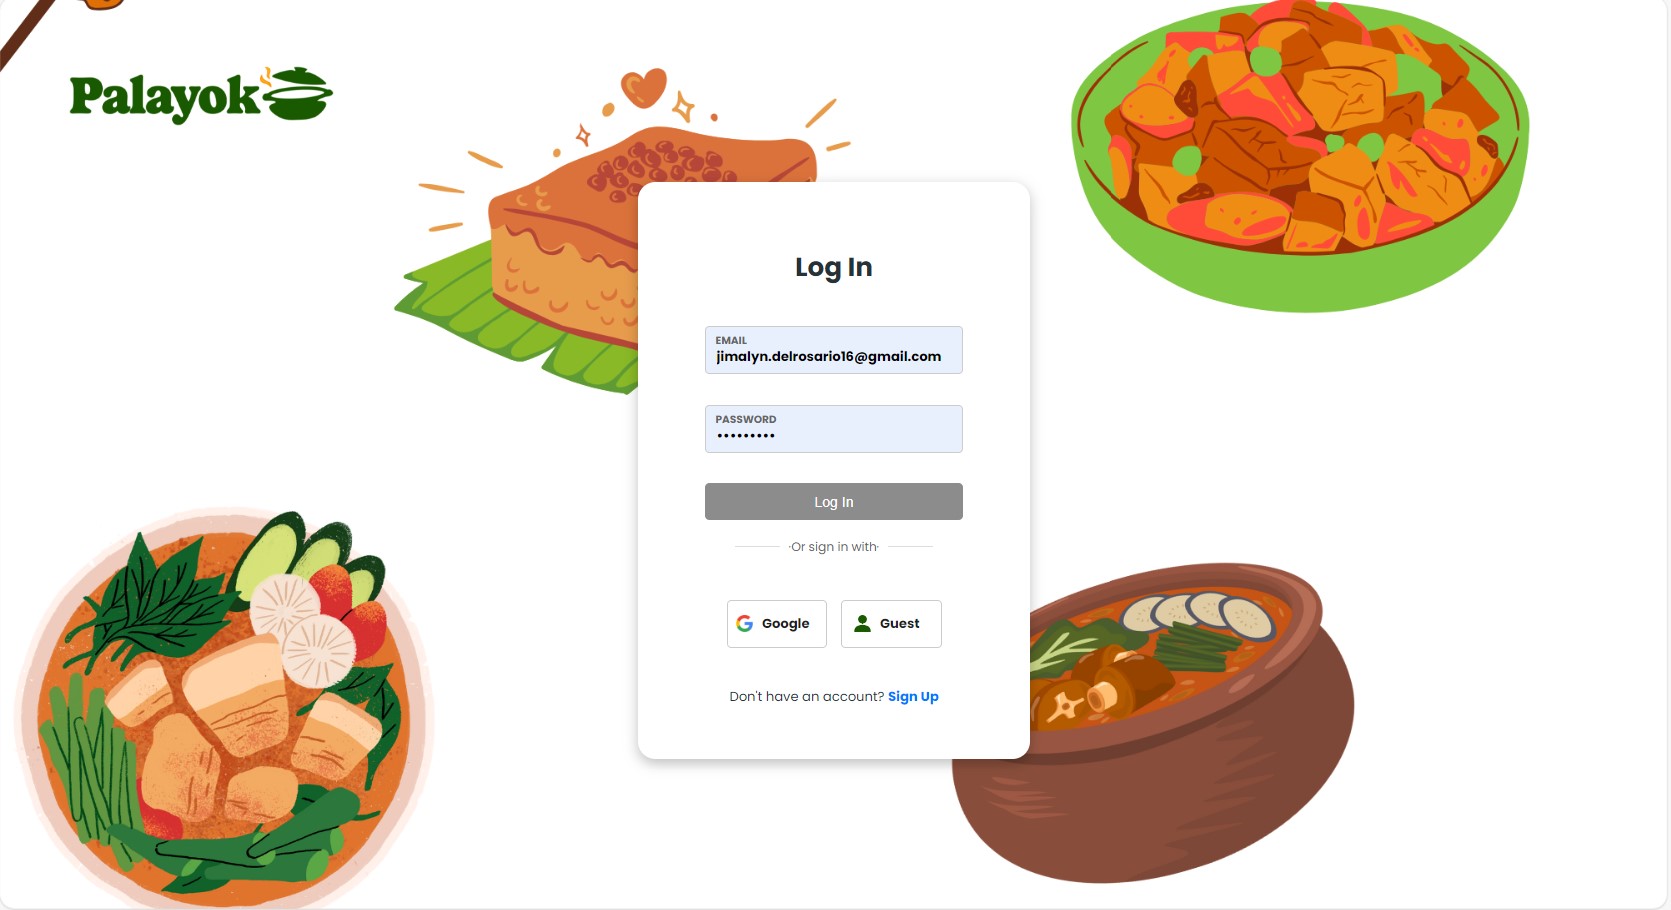 Palayok
Log In
EMAIL
jimalyn.delrosario16@gmail.com
PASSWORD
•••••••••
Log In
·Or sign in with·
Google
Guest
Don't have an account? Sign Up